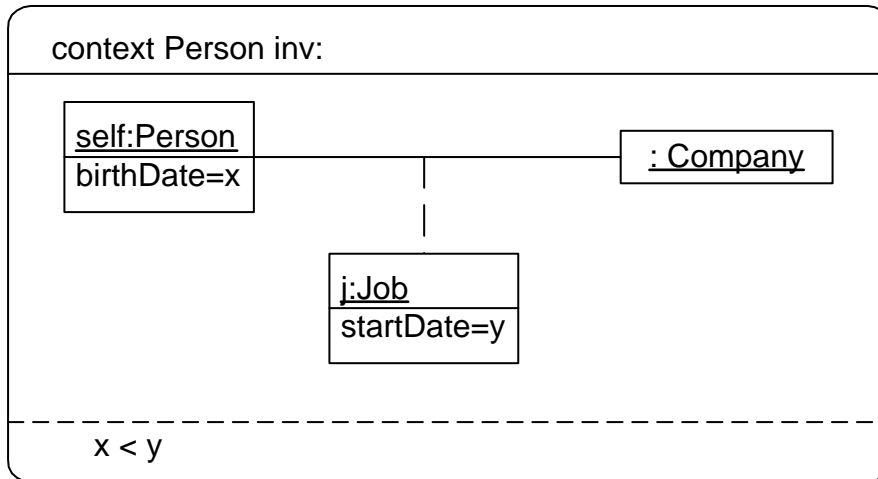 context Person inv:
self:Person
birthDate=x
: Company
j:Job
startDate=y
x < y